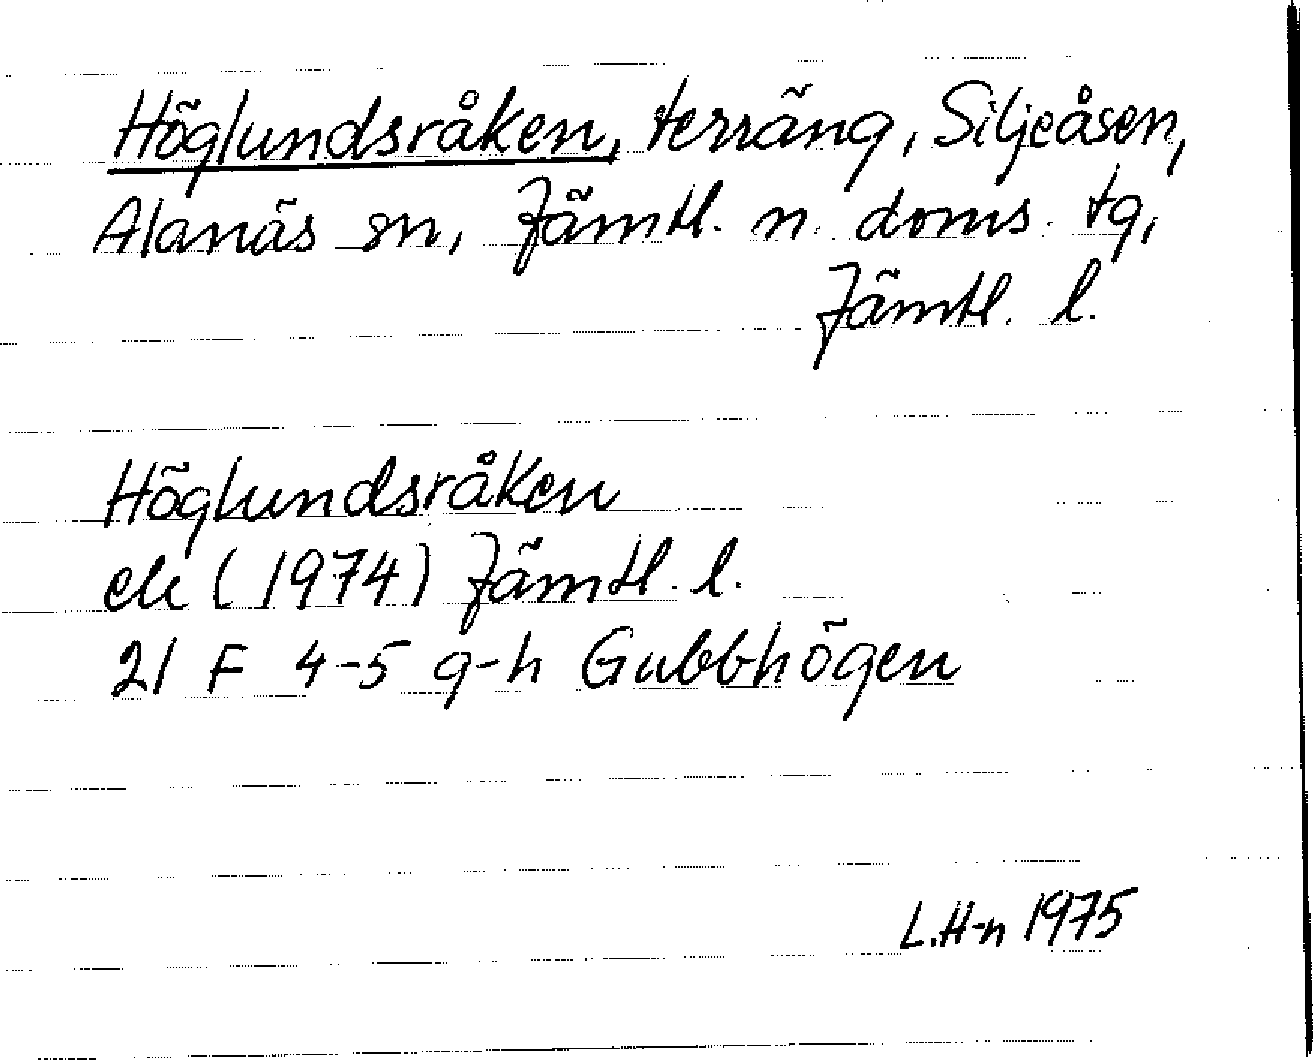 Höglundsråken, terräng, Siljeåsen,
Alanäs sn, Jämtl. n. doms. tg,
Jämtl. l.
Höglundsråken
ek (1974) Jämtl. l.
21 F 4-5 g-h Gubbhögen
L.H-n 1975